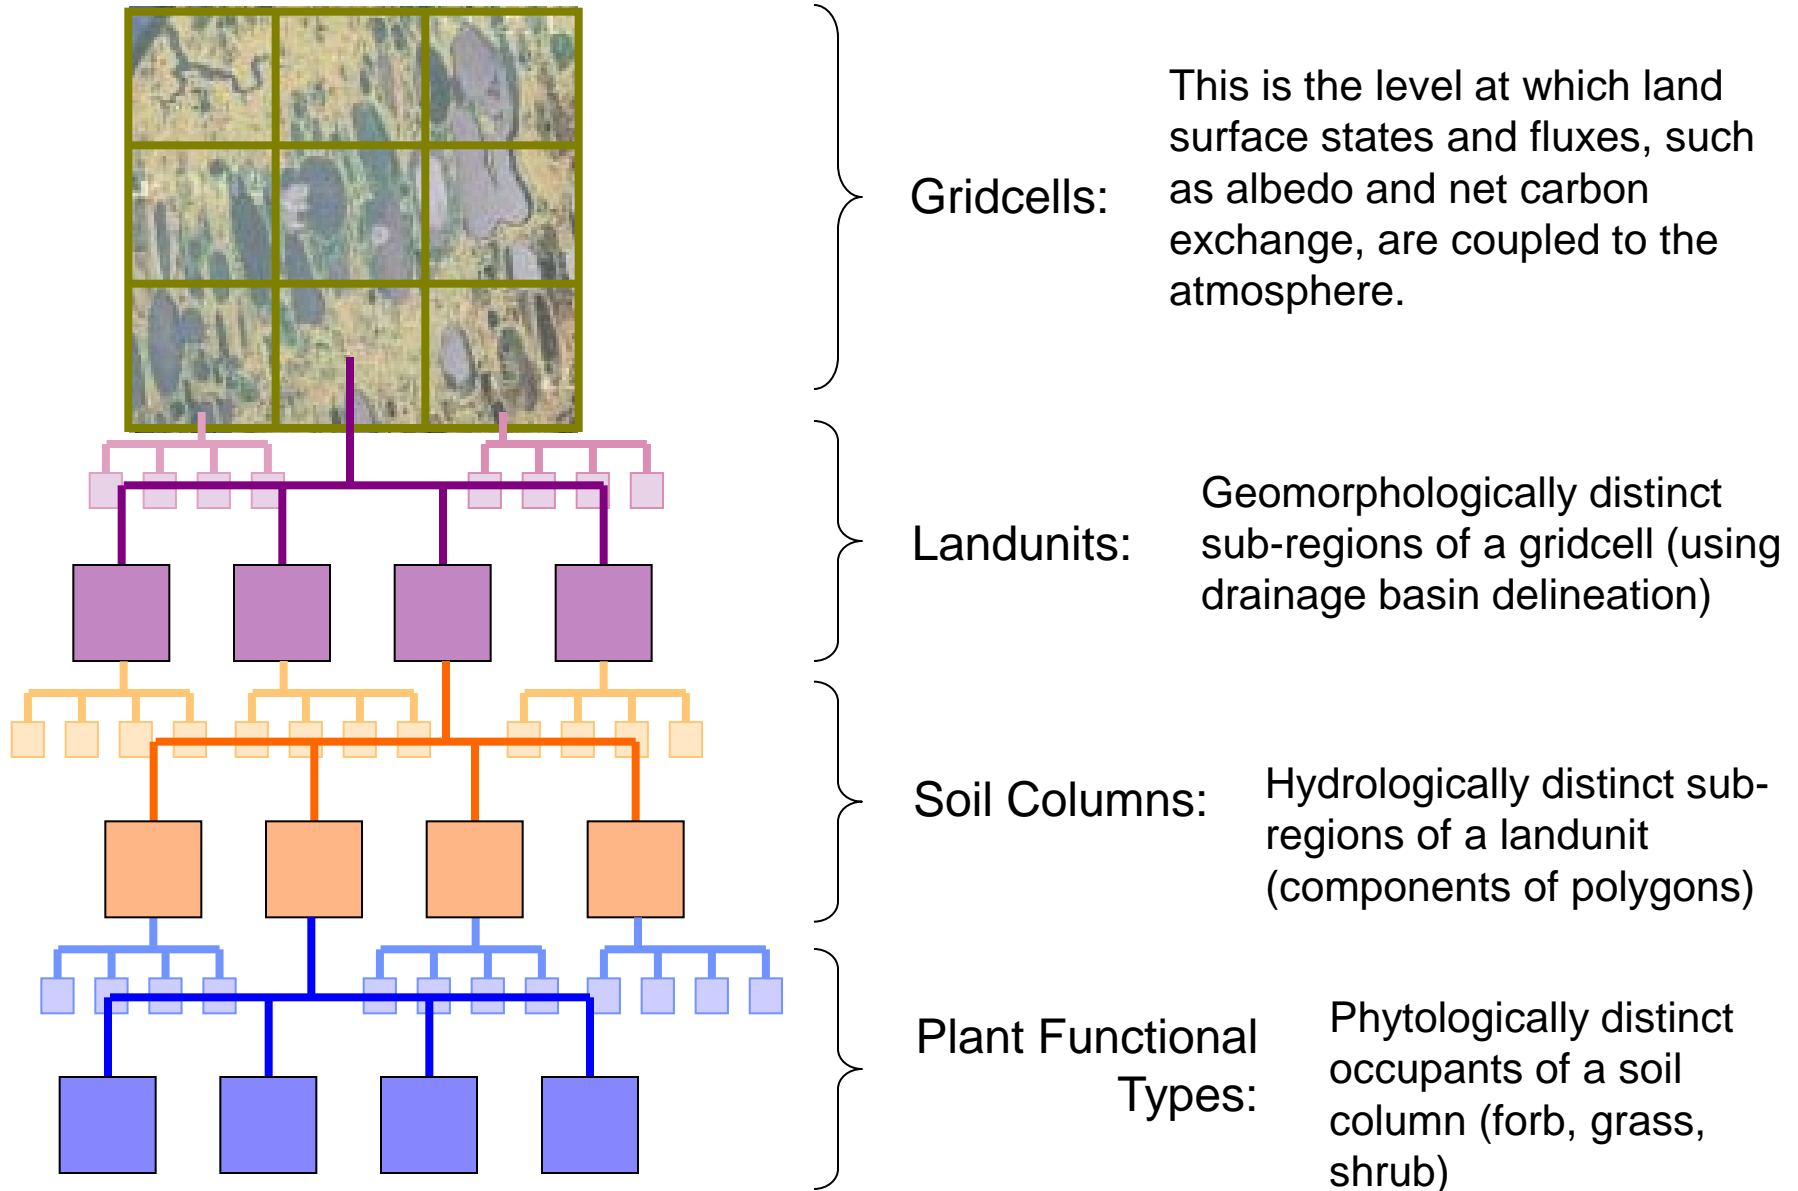 Gridcells:
This is the level at which land
surface states and fluxes, such
as albedo and net carbon
exchange, are coupled to the
atmosphere.
Landunits:
Geomorphologically distinct
sub-regions of a gridcell (using
drainage basin delineation)
Soil Columns:
Hydrologically distinct sub-
regions of a landunit
(components of polygons)
Plant Functional
Types:
Phytologically distinct
occupants of a soil
column (forb, grass,
shrub)